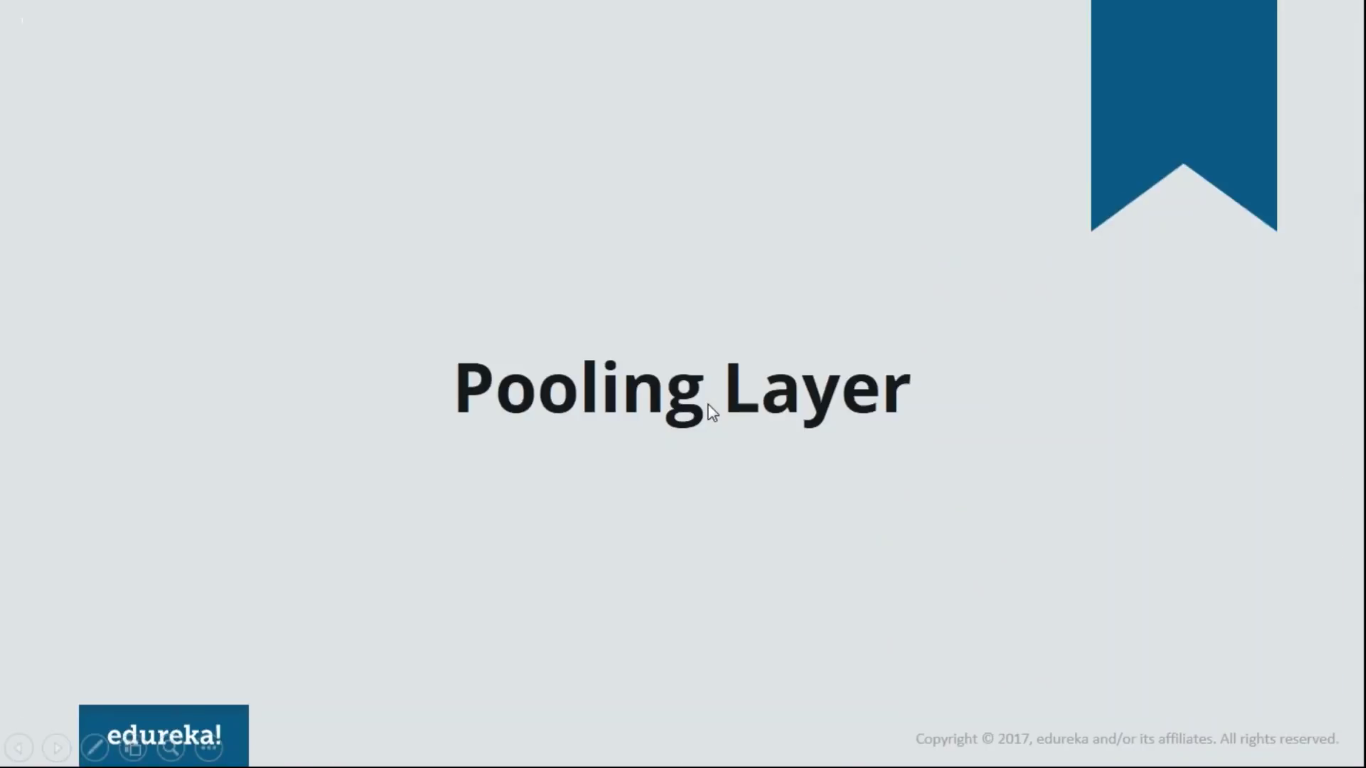 Pooling Layer
edureka!
Copyright © 2017, edureka and/or its affiliates. All rights reserved.